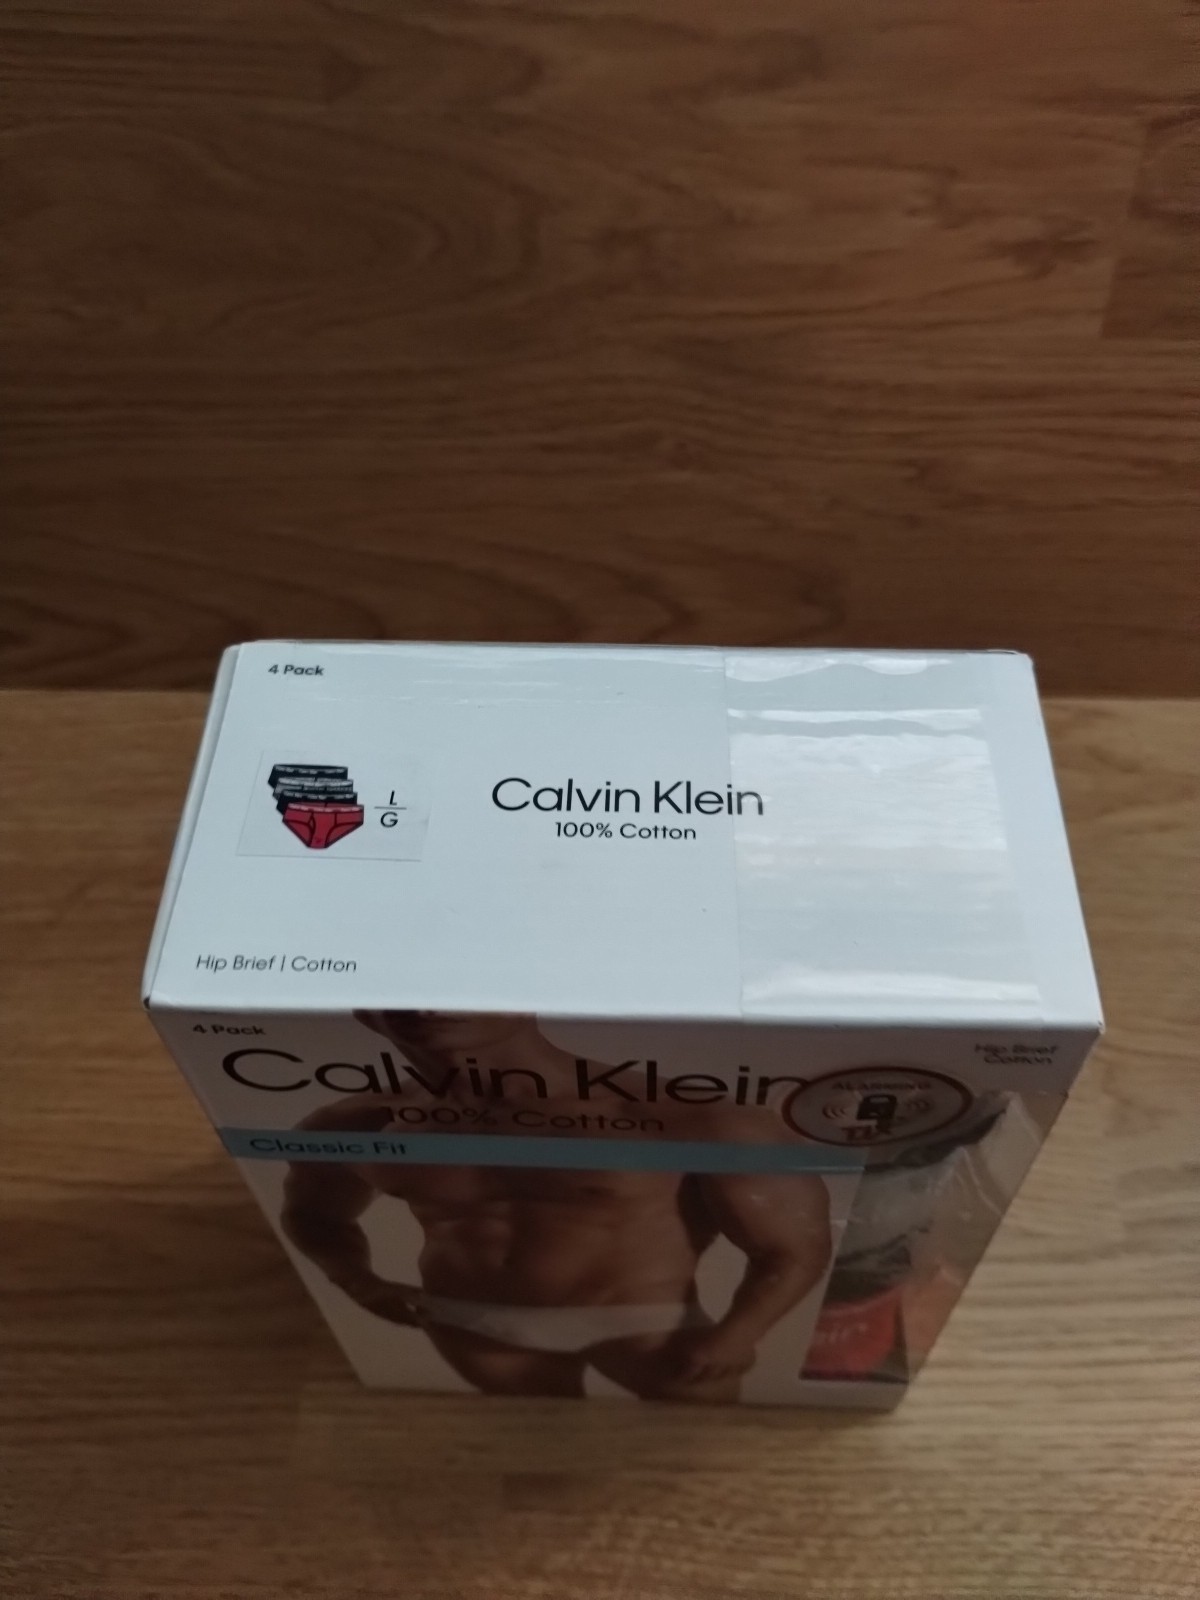 4 Pack
L
G
Calvin Klein
100% Cotton
Hip Brief | Cotton
4 Pack
Calvin Klein
100% Cotton
Classic Fit
Hip Brief
Cotton
ALARMING